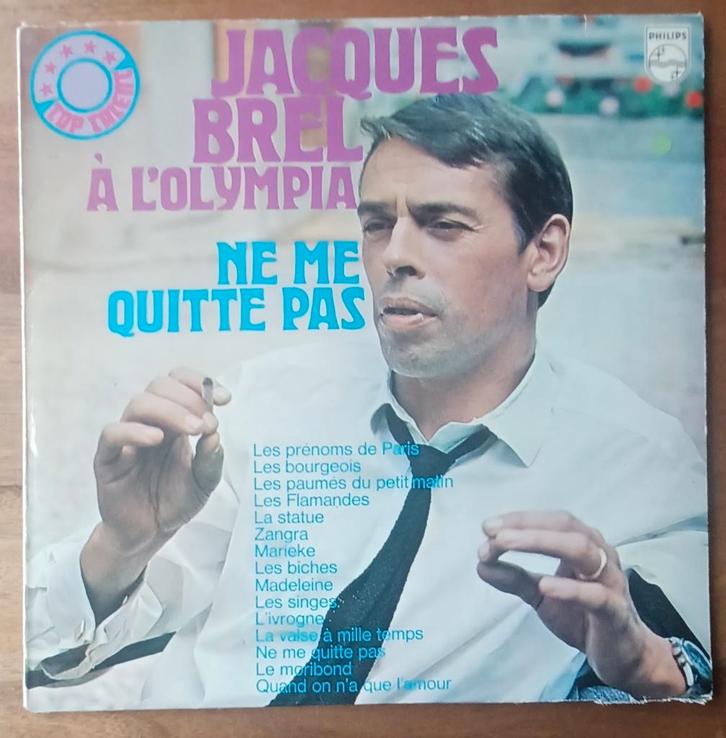 TOP TALENT
PHILIPS
JACQUES
BREL
À L'OLYMPIA
NE ME
QUITTE PAS
Les prénoms de Paris
Les bourgeois
Les paumés du petit matin
Les Flamandes
La statue
Zangra
Marieke
Les biches
Madeleine
Les singes
L'ivrogne
La valse à mille temps
Ne me quitte pas
Le moribond
Quand on n'a que l'amour